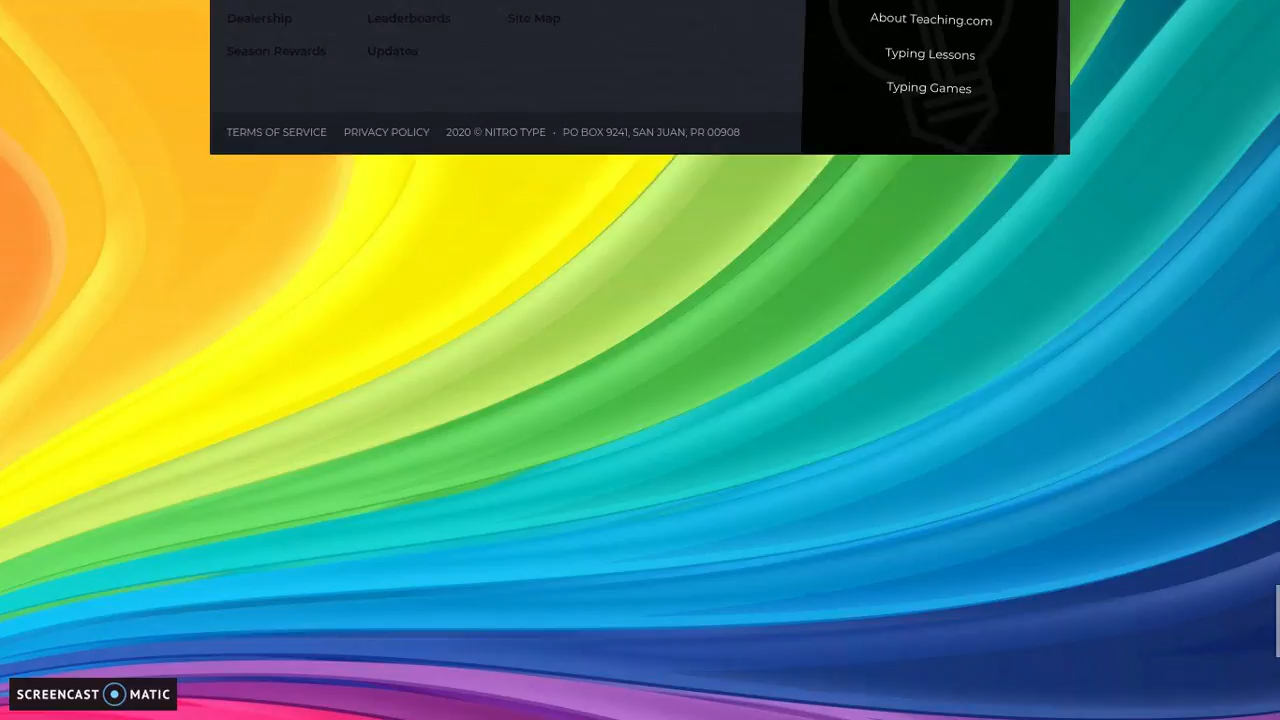 Dealership Leaderboards Site Map
Season Rewards Updates
About Teaching.com
Typing Lessons
Typing Games
TERMS OF SERVICE PRIVACY POLICY 2020 © NITRO TYPE • PO BOX 9241, SAN JUAN, PR 00908
SCREENCAST MATIC